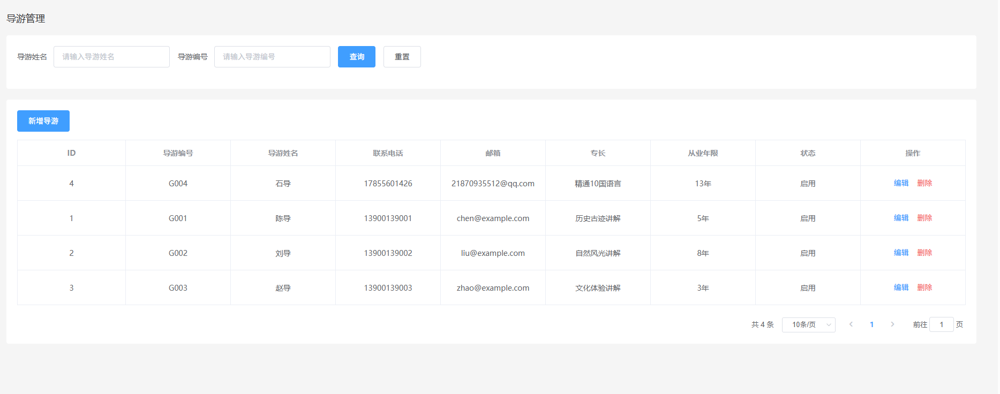 导游管理
导游姓名 请输入导游姓名 导游编号 请输入导游编号 查询 重置
新增导游
ID 导游编号 导游姓名 联系电话 邮箱 专长 从业年限 状态 操作
4 G004 石导 17855601426 21870935512@qq.com 精通10国语言 13年 启用 编辑 删除
1 G001 陈导 13900139001 chen@example.com 历史古迹讲解 5年 启用 编辑 删除
2 G002 刘导 13900139002 liu@example.com 自然风光讲解 8年 启用 编辑 删除
3 G003 赵导 13900139003 zhao@example.com 文化体验讲解 3年 启用 编辑 删除
共 4 条 10条/页 1 前往 1 页